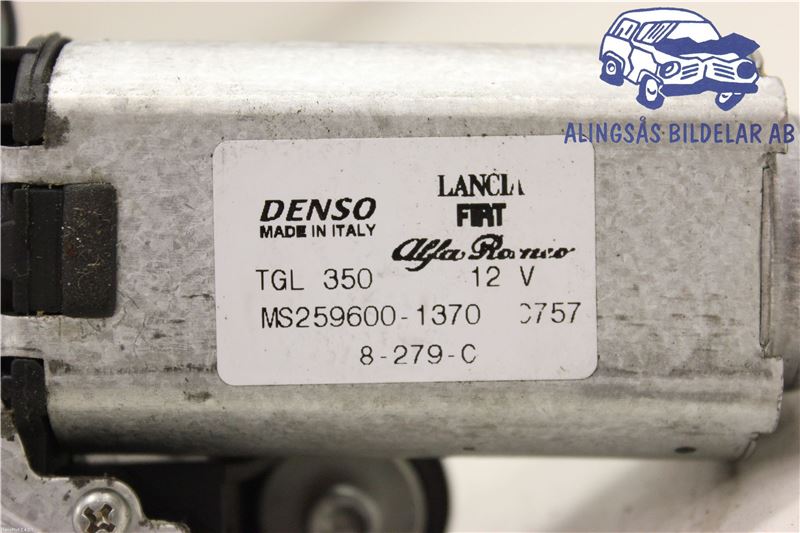 ALINGSÅS BILDELAR AB
DENSO
MADE IN ITALY
LANCIA
FIAT
Alfa Romeo
TGL 350 12 V
MS259600-1370 C757
8-279-C